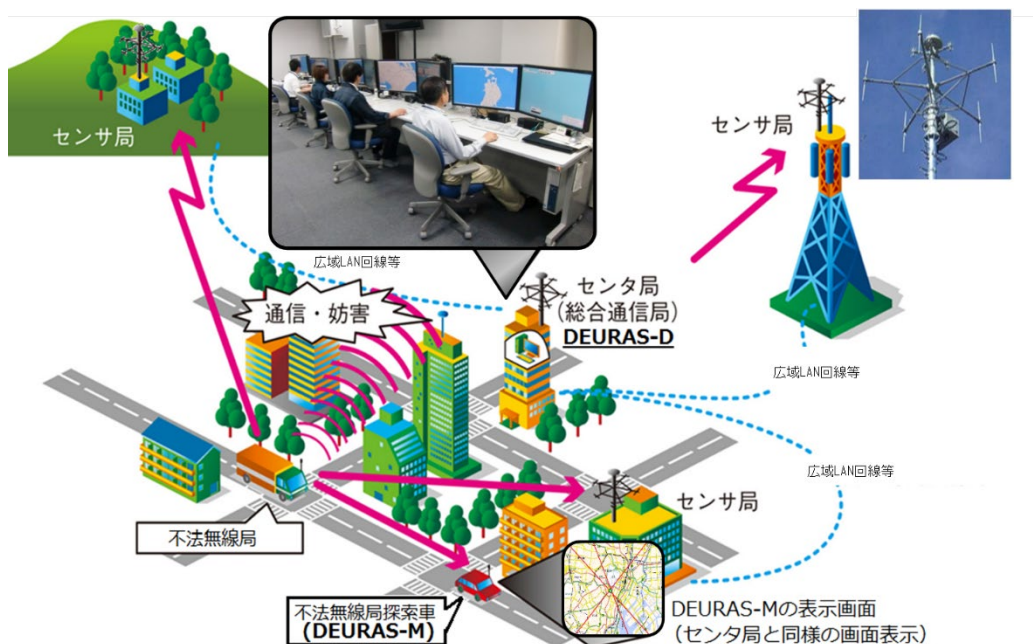 センサ局
センサ局
広域LAN回線等
通信・妨害
センタ局
(総合通信局)
DEURAS-D
広域LAN回線等
広域LAN回線等
センサ局
不法無線局
不法無線局探索車
(DEURAS-M)
DEURAS-Mの表示画面
(センタ局と同様の画面表示)